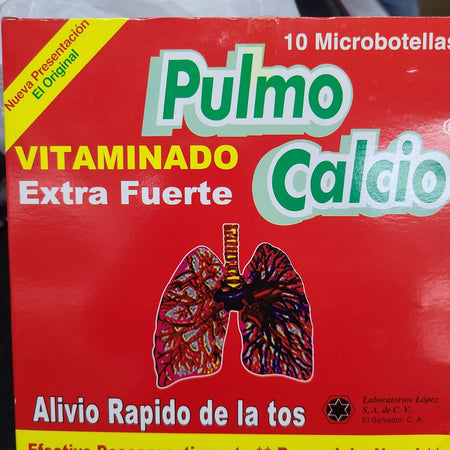 Nueva Presentación
El Original
10 Microbotellas
Pulmo
Calcio
VITAMINADO
Extra Fuerte
Alivio Rapido de la tos
Laboratorios López
S. A. de C. V.
El Salvador, C. A.